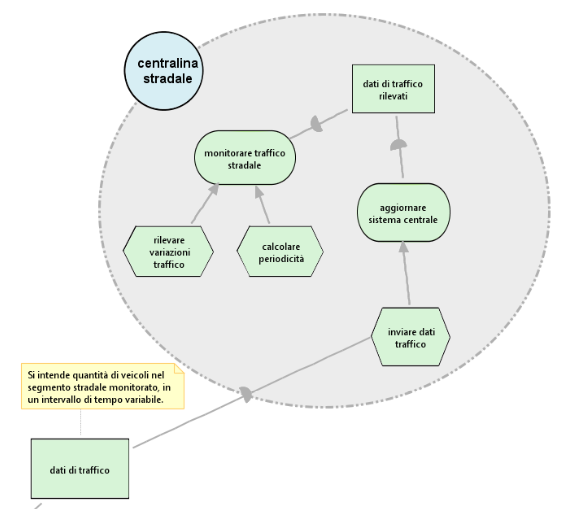 centralina
stradale
dati di traffico
rilevati
monitorare traffico
stradale
aggiornare
sistema centrale
rilevare
variazioni
traffico
calcolare
periodicità
inviare dati
traffico
Si intende quantità di veicoli nel
segmento stradale monitorato, in
un intervallo di tempo variabile.
dati di traffico